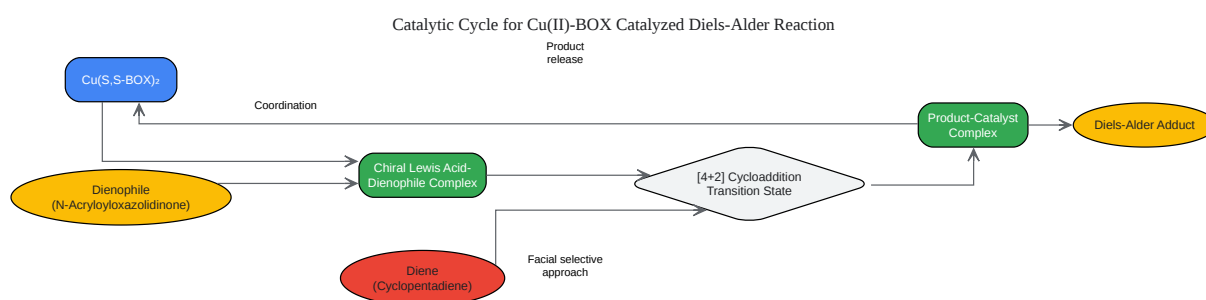 Catalytic Cycle for Cu(II)-BOX Catalyzed Diels-Alder Reaction
Product
release
Cu(S,S-BOX)₂
Coordination
Product-Catalyst
Complex
Diels-Alder Adduct
Chiral Lewis Acid-
Dienophile Complex
[4+2] Cycloaddition
Transition State
Dienophile
(N-Acryloyloxazolidinone)
Facial selective
approach
Diene
(Cyclopentadiene)